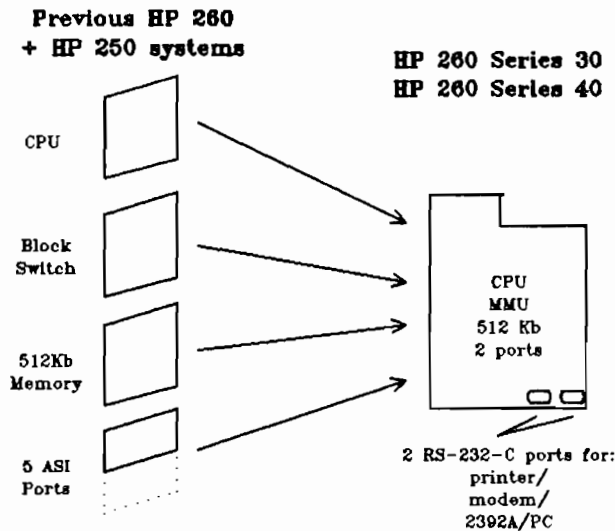 Previous HP 260
+ HP 250 systems
HP 260 Series 30
HP 260 Series 40
CPU
Block
Switch
512Kb
Memory
5 ASI
Ports
CPU
MMU
512 Kb
2 ports
2 RS-232-C ports for:
printer/
modem/
2392A/PC